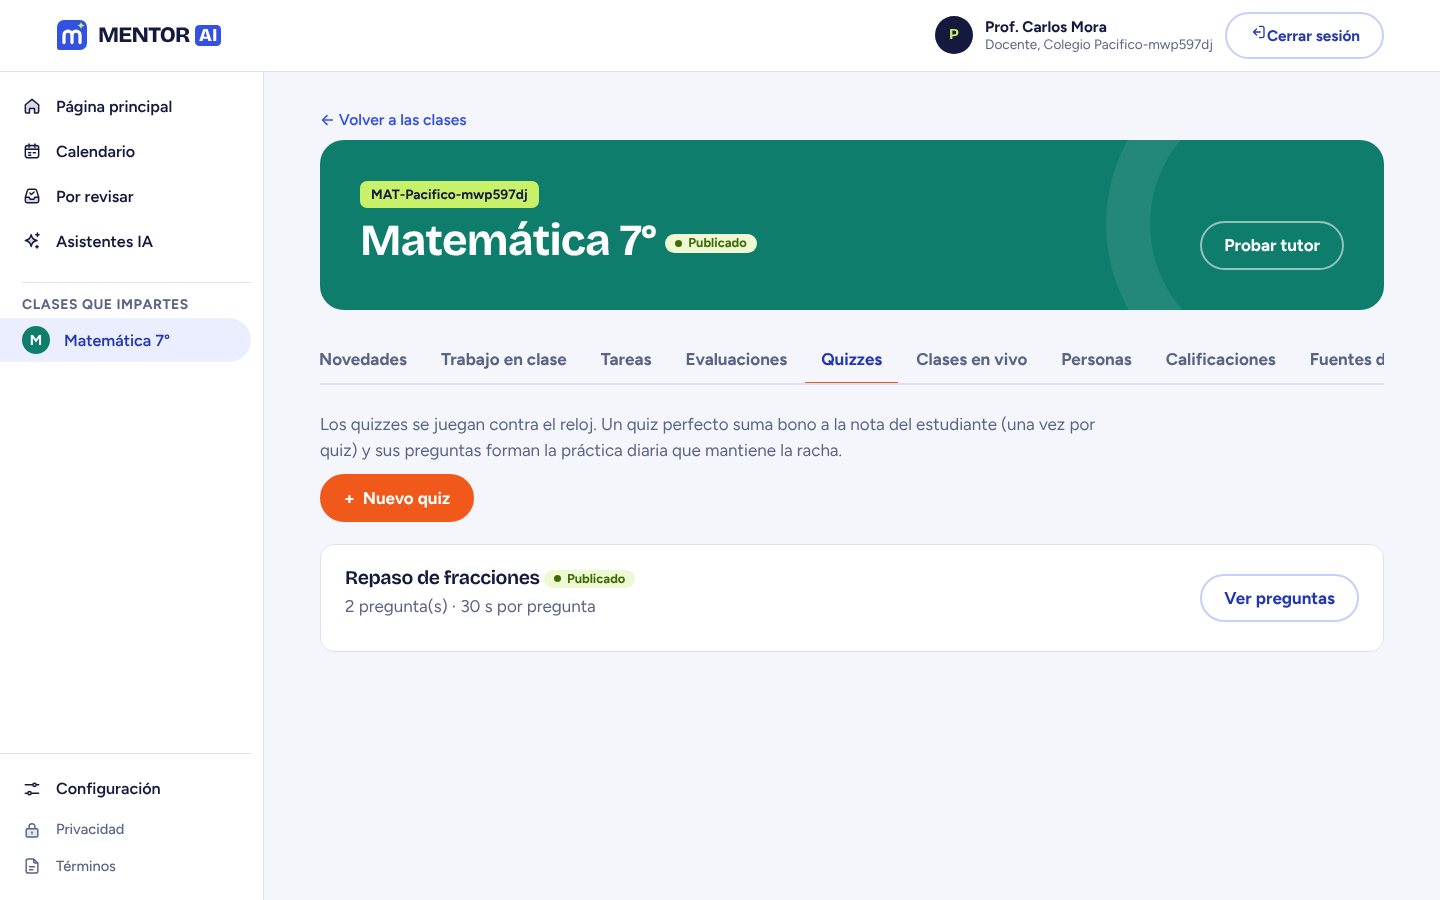 MENTOR AI
P
Prof. Carlos Mora
Docente, Colegio Pacifico-mwp597dj
Cerrar sesión
Página principal
Calendario
Por revisar
Asistentes IA
CLASES QUE IMPARTES
M Matemática 7°
Configuración
Privacidad
Términos
← Volver a las clases
MAT-Pacifico-mwp597dj
Matemática 7° Publicado
Probar tutor
Novedades Trabajo en clase Tareas Evaluaciones Quizzes Clases en vivo Personas Calificaciones Fuentes d
Los quizzes se juegan contra el reloj. Un quiz perfecto suma bono a la nota del estudiante (una vez por
quiz) y sus preguntas forman la práctica diaria que mantiene la racha.
+ Nuevo quiz
Repaso de fracciones Publicado
2 pregunta(s) · 30 s por pregunta
Ver preguntas